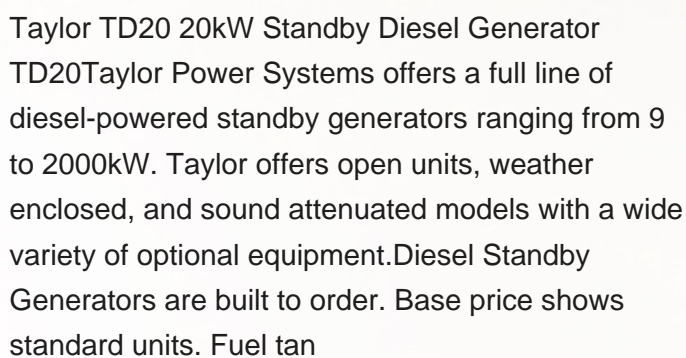 Taylor TD20 20kW Standby Diesel Generator
TD20Taylor Power Systems offers a full line of
diesel-powered standby generators ranging from 9
to 2000kW. Taylor offers open units, weather
enclosed, and sound attenuated models with a wide
variety of optional equipment.Diesel Standby
Generators are built to order. Base price shows
standard units. Fuel tan